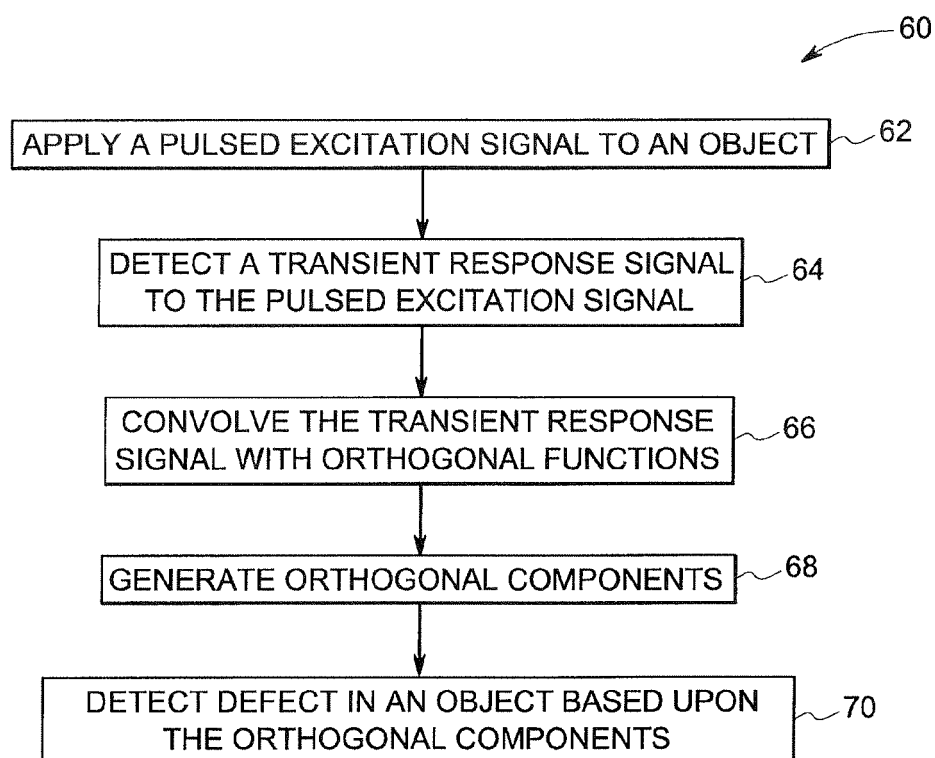 60
APPLY A PULSED EXCITATION SIGNAL TO AN OBJECT
62
DETECT A TRANSIENT RESPONSE SIGNAL
TO THE PULSED EXCITATION SIGNAL
64
CONVOLVE THE TRANSIENT RESPONSE
SIGNAL WITH ORTHOGONAL FUNCTIONS
66
GENERATE ORTHOGONAL COMPONENTS
68
DETECT DEFECT IN AN OBJECT BASED UPON
THE ORTHOGONAL COMPONENTS
70